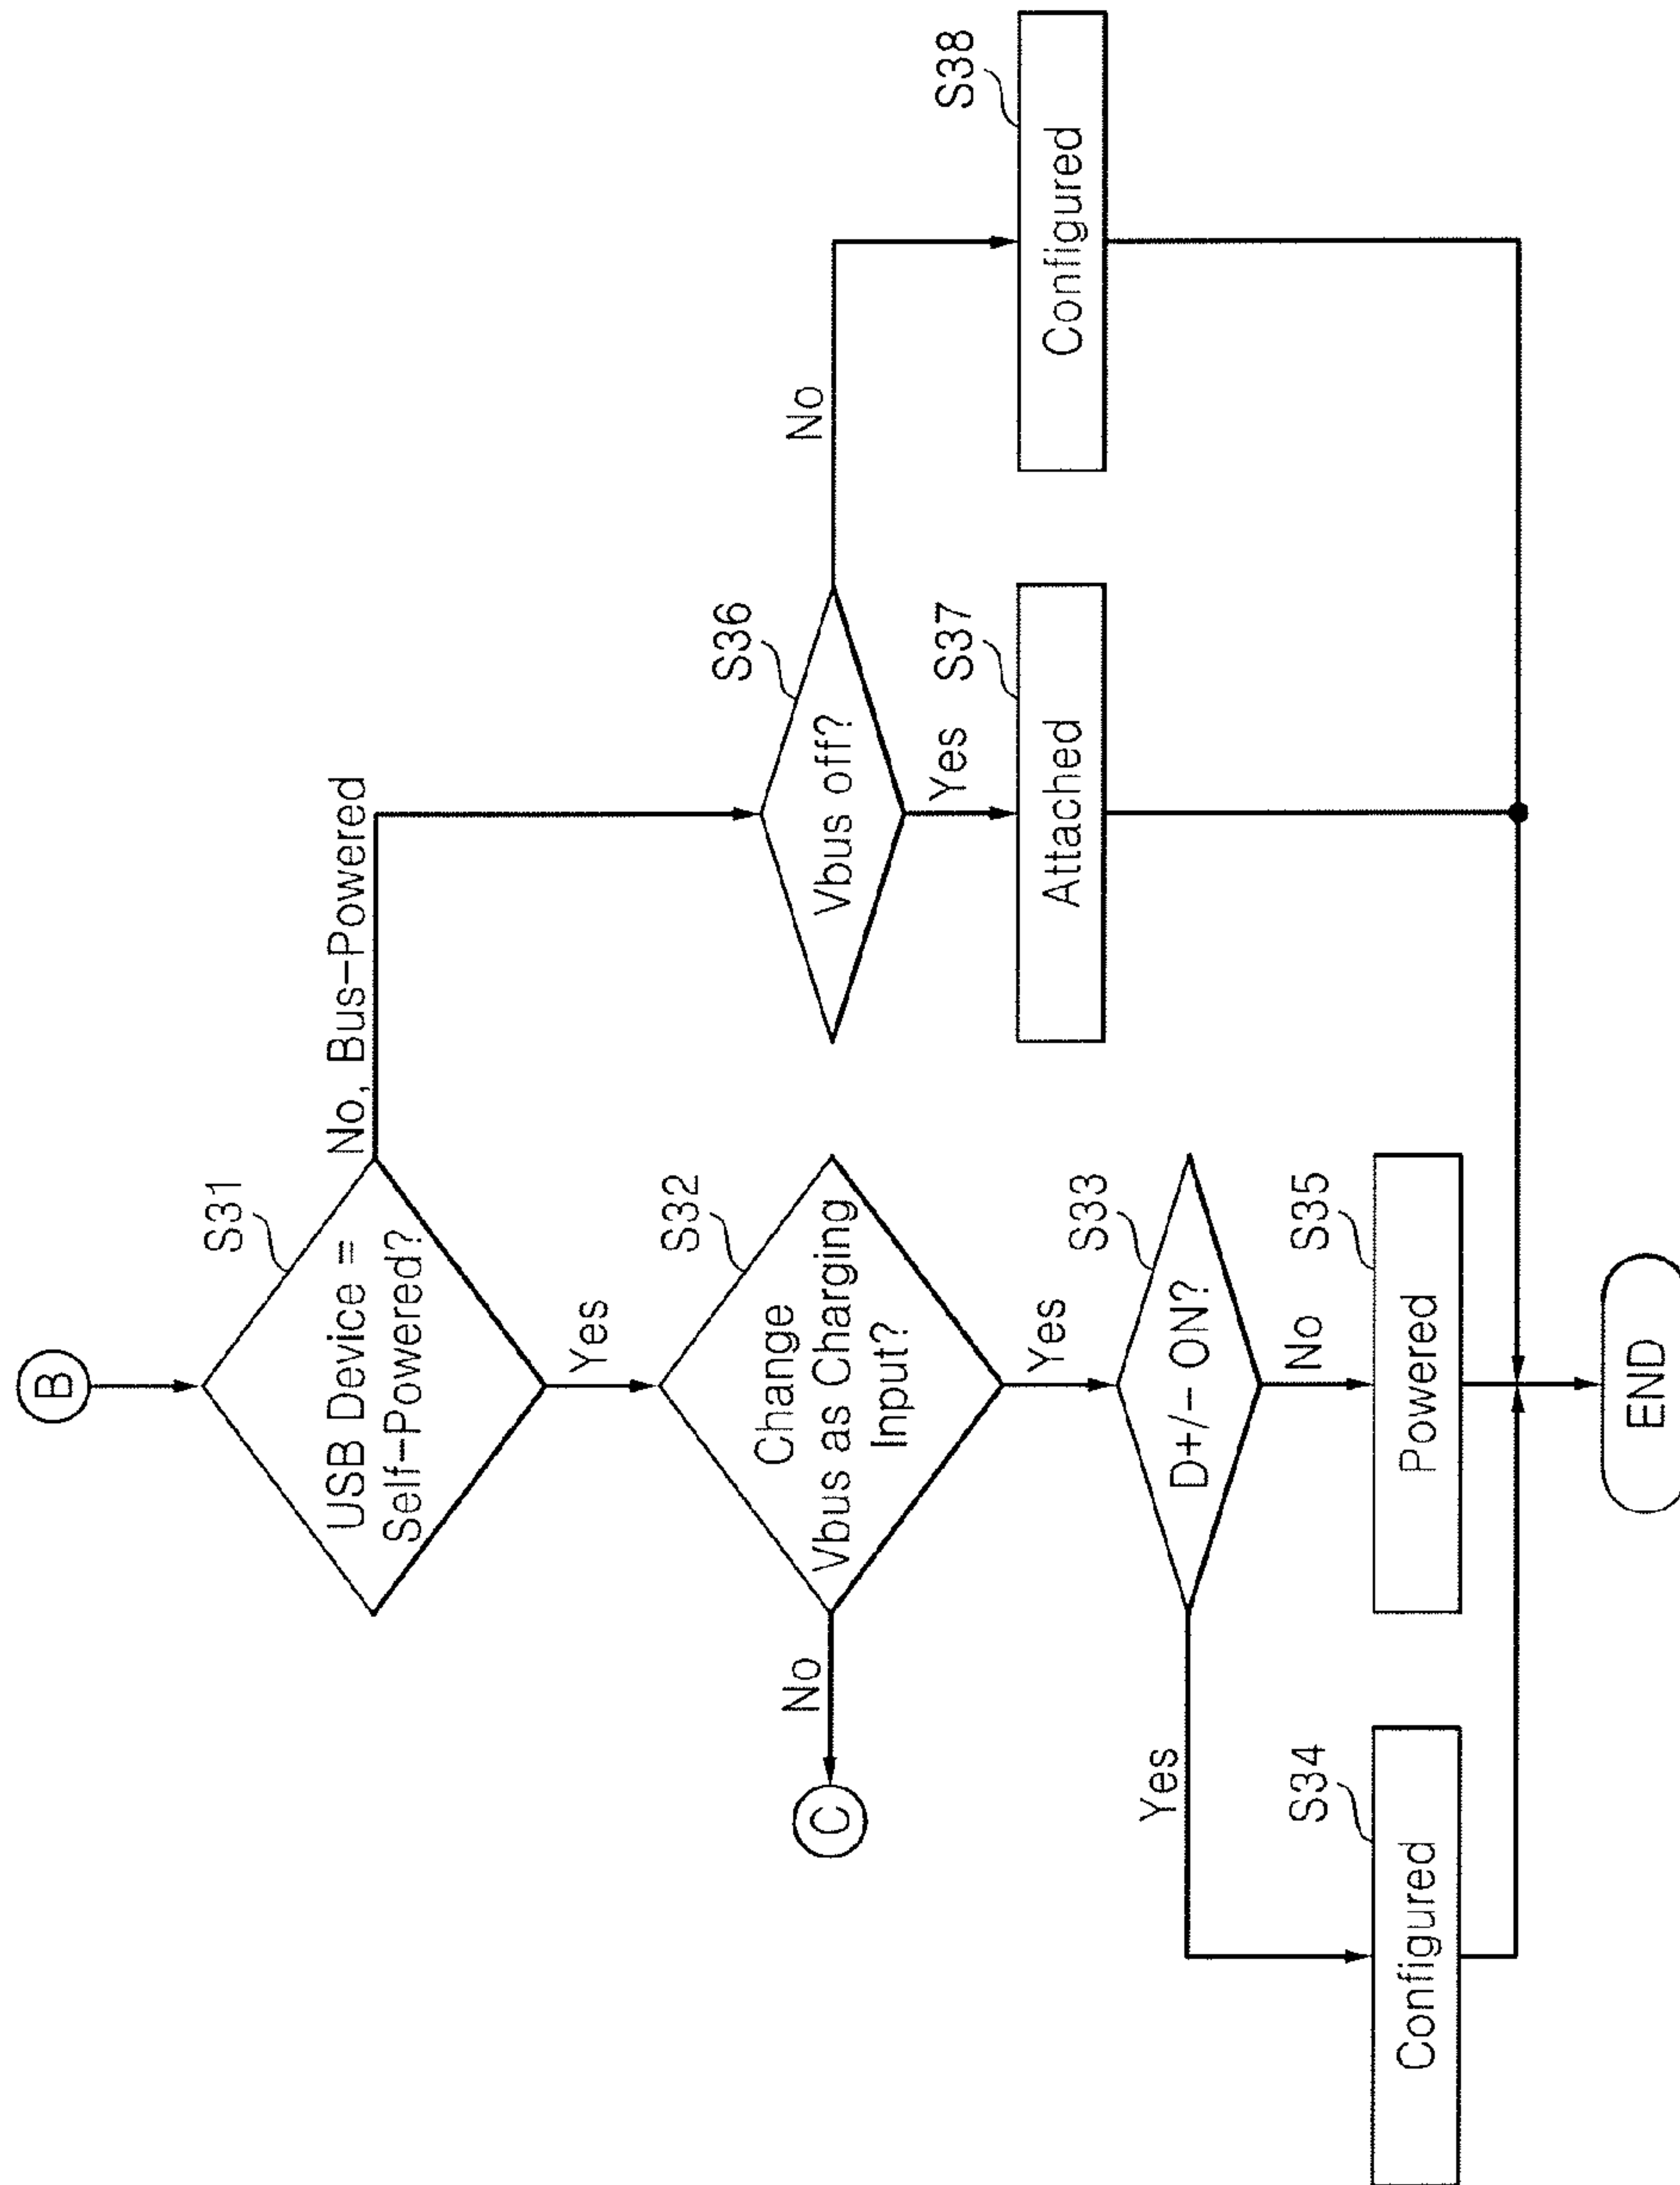 B
S31
USB Device =
Self-Powered?
No, Bus-Powered
Yes
S32
Change
Vbus as Charging
Input?
No
C
Yes
S33
D+/- ON?
Yes
No
S34
Configured
S35
Powered
S36
Vbus off?
No
Yes
S37
Attached
S38
Configured
END